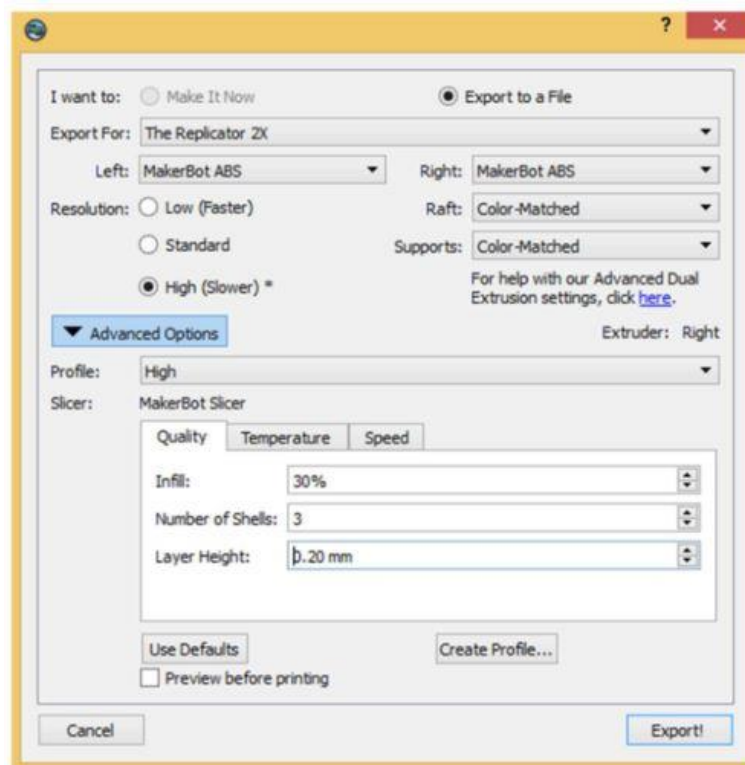 ?
I want to: Make It Now Export to a File
Export For: The Replicator 2X
Left: MakerBot ABS Right: MakerBot ABS
Resolution: Low (Faster) Raft: Color-Matched
Standard Supports: Color-Matched
High (Slower) * For help with our Advanced Dual
Extrusion settings, click here.
Advanced Options Extruder: Right
Profile: High
Slicer: MakerBot Slicer
Quality Temperature Speed
Infill: 30%
Number of Shells: 3
Layer Height: 0.20 mm
Use Defaults Create Profile...
Preview before printing
Cancel Export!